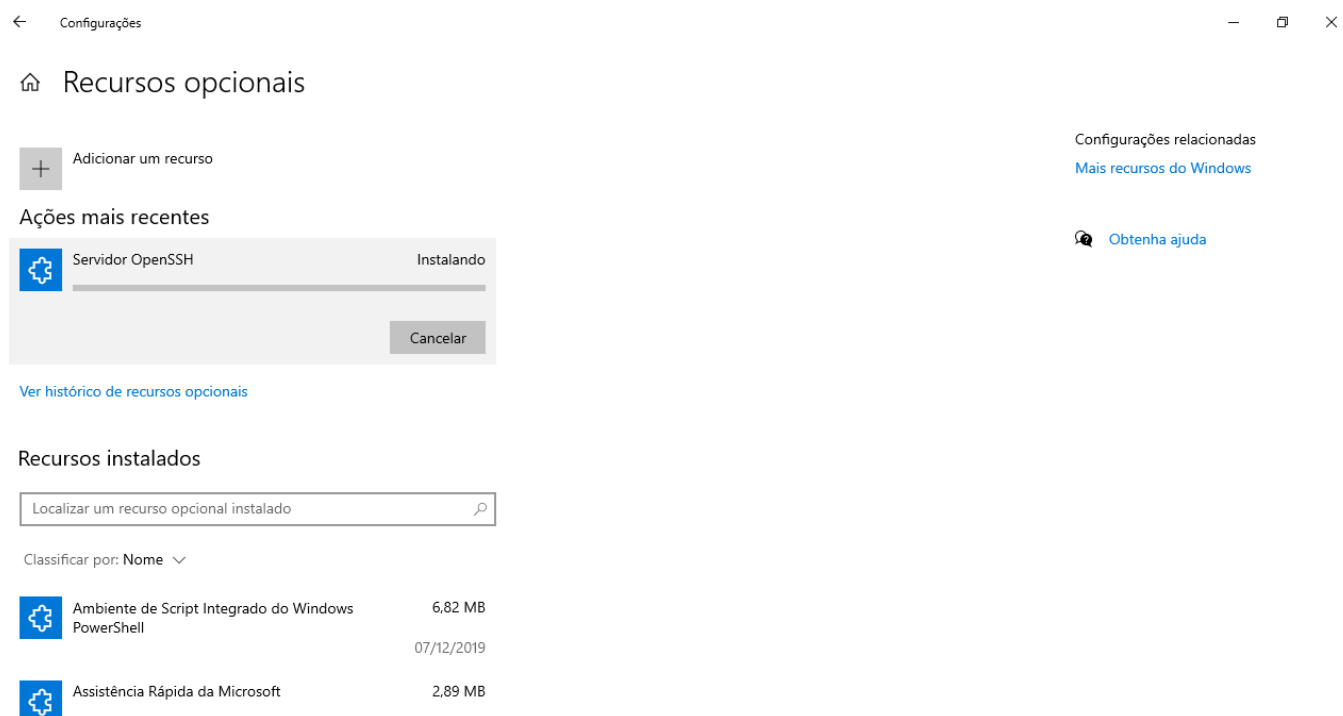 Configurações
Recursos opcionais
Adicionar um recurso
Ações mais recentes
Servidor OpenSSH Instalando
Cancelar
Ver histórico de recursos opcionais
Recursos instalados
Localizar um recurso opcional instalado
Classificar por: Nome
Ambiente de Script Integrado do Windows 6,82 MB
PowerShell
07/12/2019
Assistência Rápida da Microsoft 2,89 MB
Configurações relacionadas
Mais recursos do Windows
Obtenha ajuda